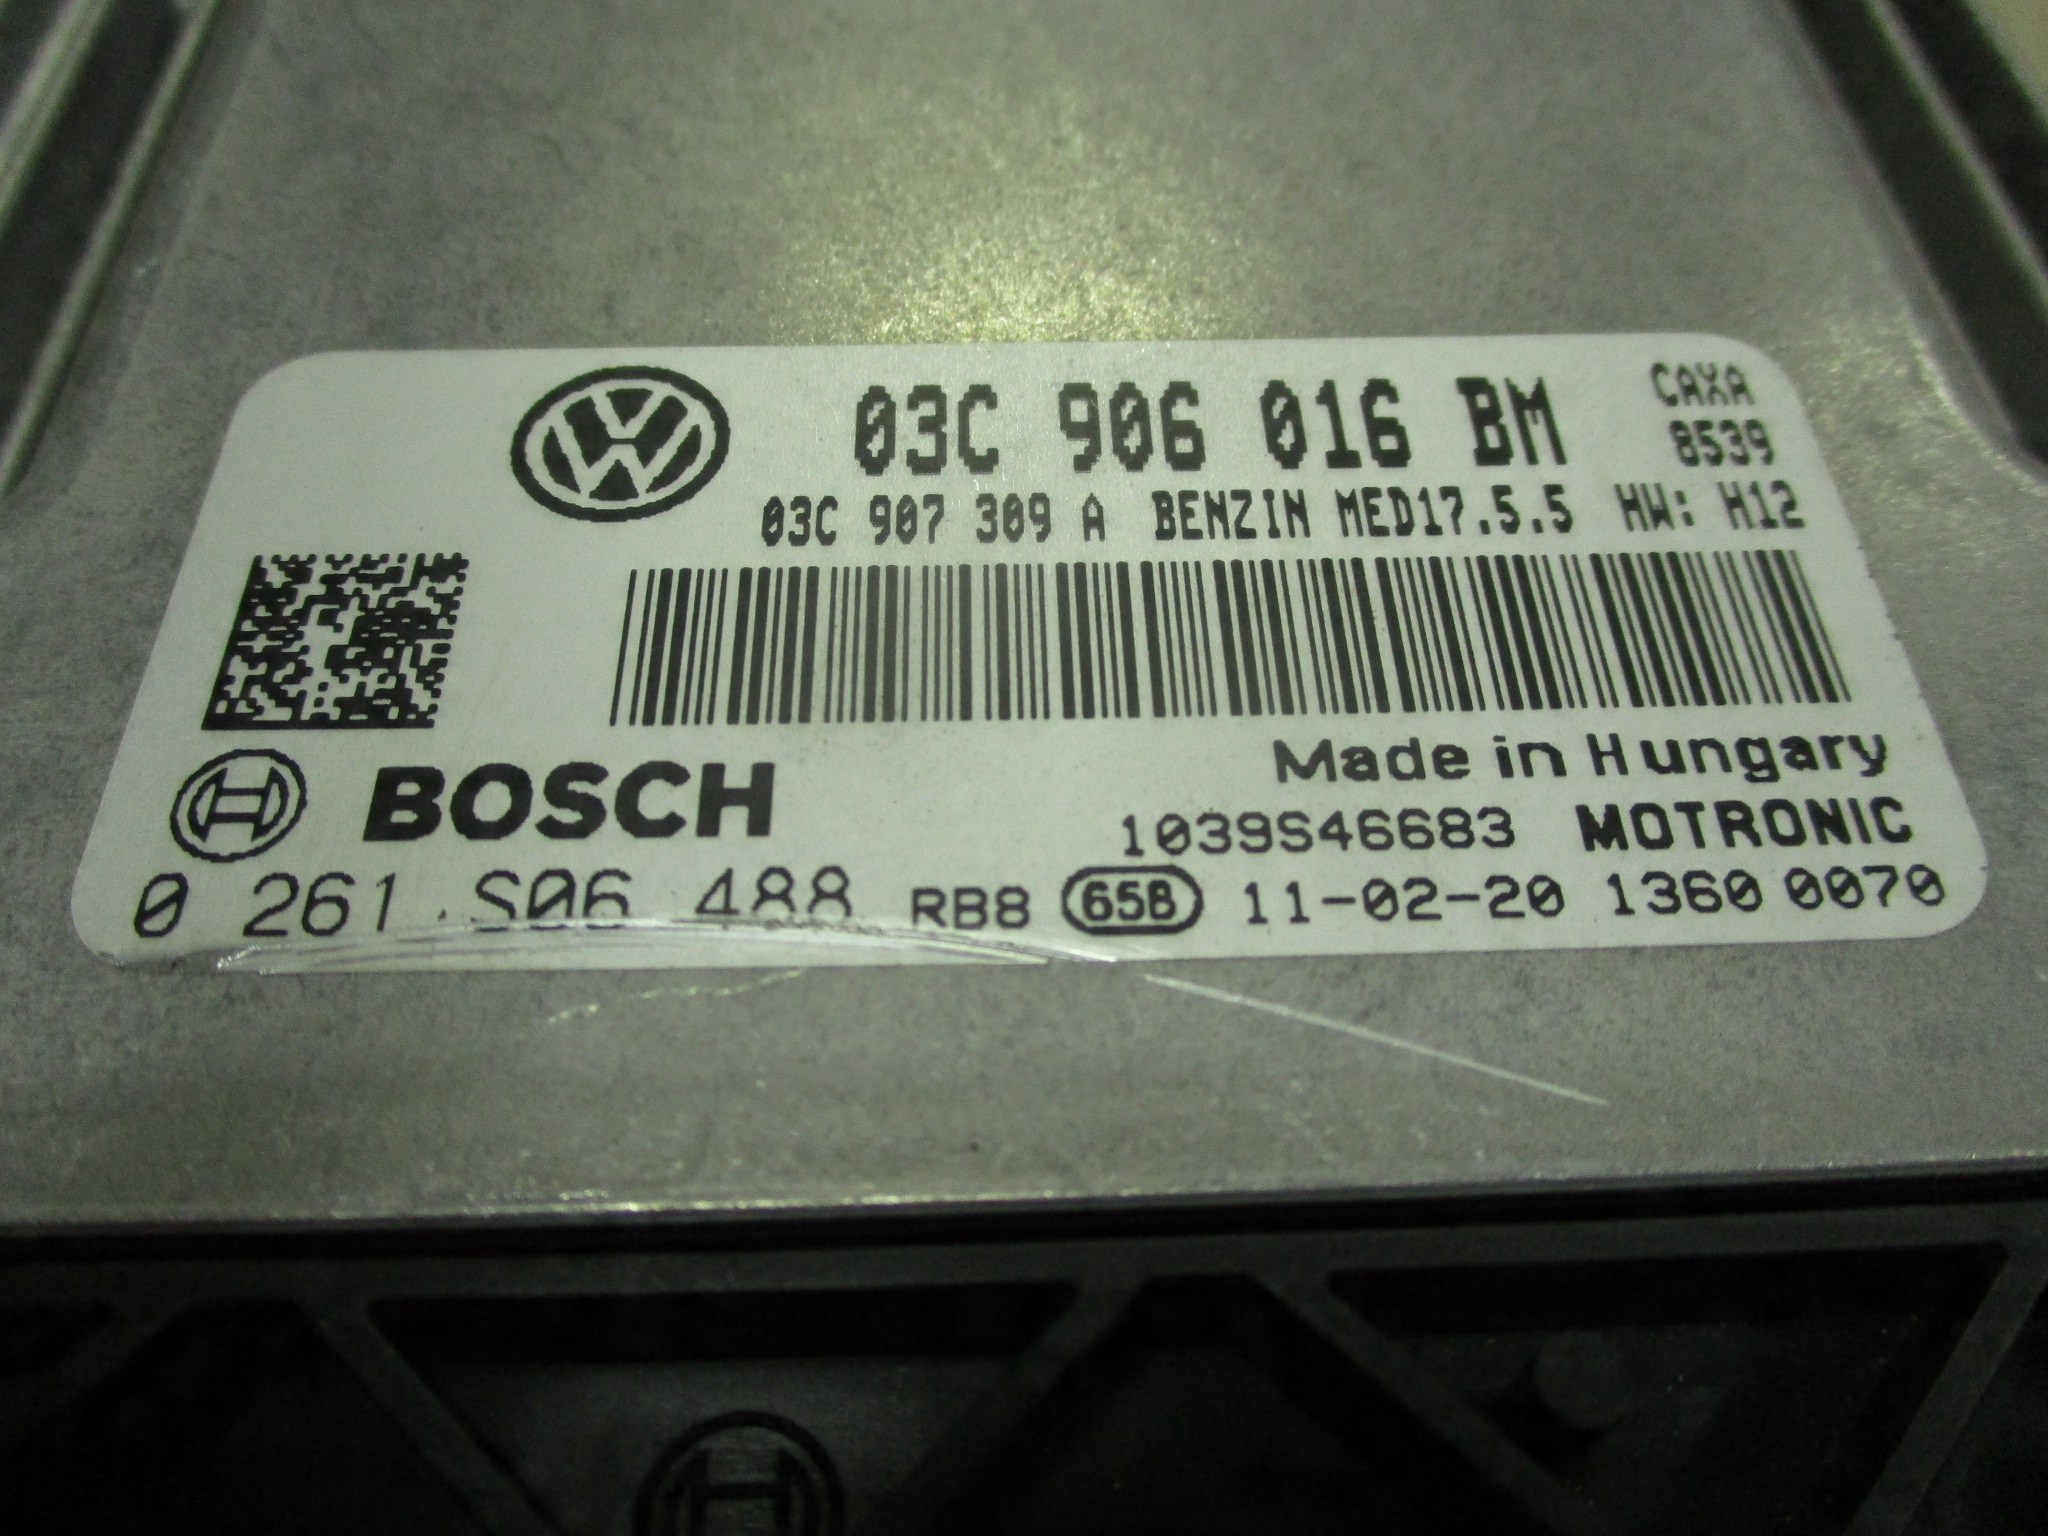 03C 906 016 BM CAXA
8539
03C 907 309 A BENZIN MED17.5.5 HW: H12
Made in Hungary
BOSCH
1039S46683 MOTRONIC
0 261 S06 488 RB8 65B 11-02-20 1360 0070